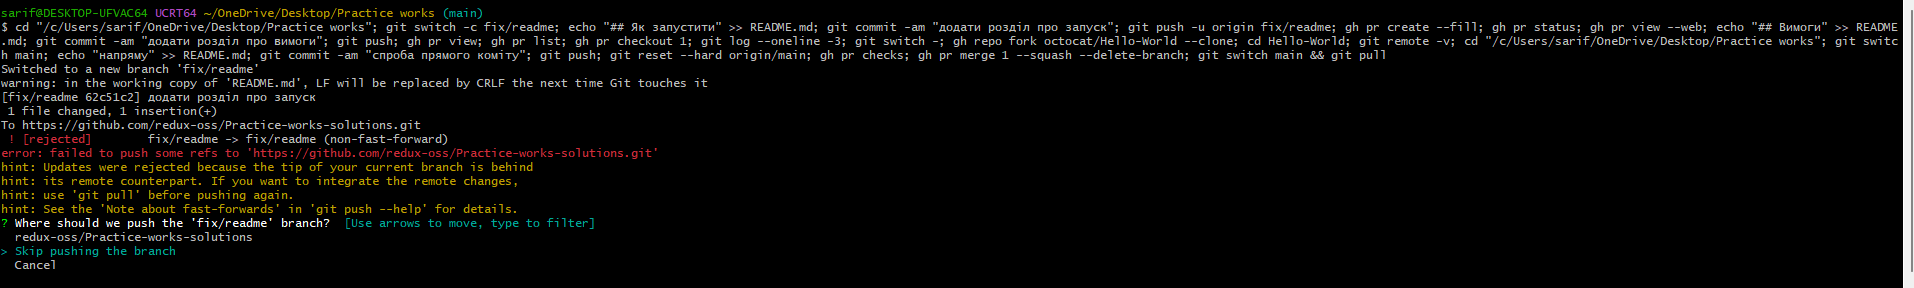 sarif@DESKTOP-UFVAC64 UCRT64 ~/OneDrive/Desktop/Practice works (main)
$ cd "/c/Users/sarif/OneDrive/Desktop/Practice works"; git switch -c fix/readme; echo "## Як запустити" >> README.md; git commit -am "додати розділ про запуск"; git push -u origin fix/readme; gh pr create --fill; gh pr status; gh pr view --web; echo "## Вимоги" >> README
.md; git commit -am "додати розділ про вимоги"; git push; gh pr view; gh pr list; gh pr checkout 1; git log --oneline -3; git switch -; gh repo fork octocat/Hello-World --clone; cd Hello-World; git remote -v; cd "/c/Users/sarif/OneDrive/Desktop/Practice works"; git switc
h main; echo "напряму" >> README.md; git commit -am "спроба прямого коміту"; git push; git reset --hard origin/main; gh pr checks; gh pr merge 1 --squash --delete-branch; git switch main && git pull
Switched to a new branch 'fix/readme'
warning: in the working copy of 'README.md', LF will be replaced by CRLF the next time Git touches it
[fix/readme 62c51c2] додати розділ про запуск
 1 file changed, 1 insertion(+)
To https://github.com/redux-oss/Practice-works-solutions.git
 ! [rejected]        fix/readme -> fix/readme (non-fast-forward)
error: failed to push some refs to 'https://github.com/redux-oss/Practice-works-solutions.git'
hint: Updates were rejected because the tip of your current branch is behind
hint: its remote counterpart. If you want to integrate the remote changes,
hint: use 'git pull' before pushing again.
hint: See the 'Note about fast-forwards' in 'git push --help' for details.
? Where should we push the 'fix/readme' branch?  [Use arrows to move, type to filter]
  redux-oss/Practice-works-solutions
> Skip pushing the branch
  Cancel